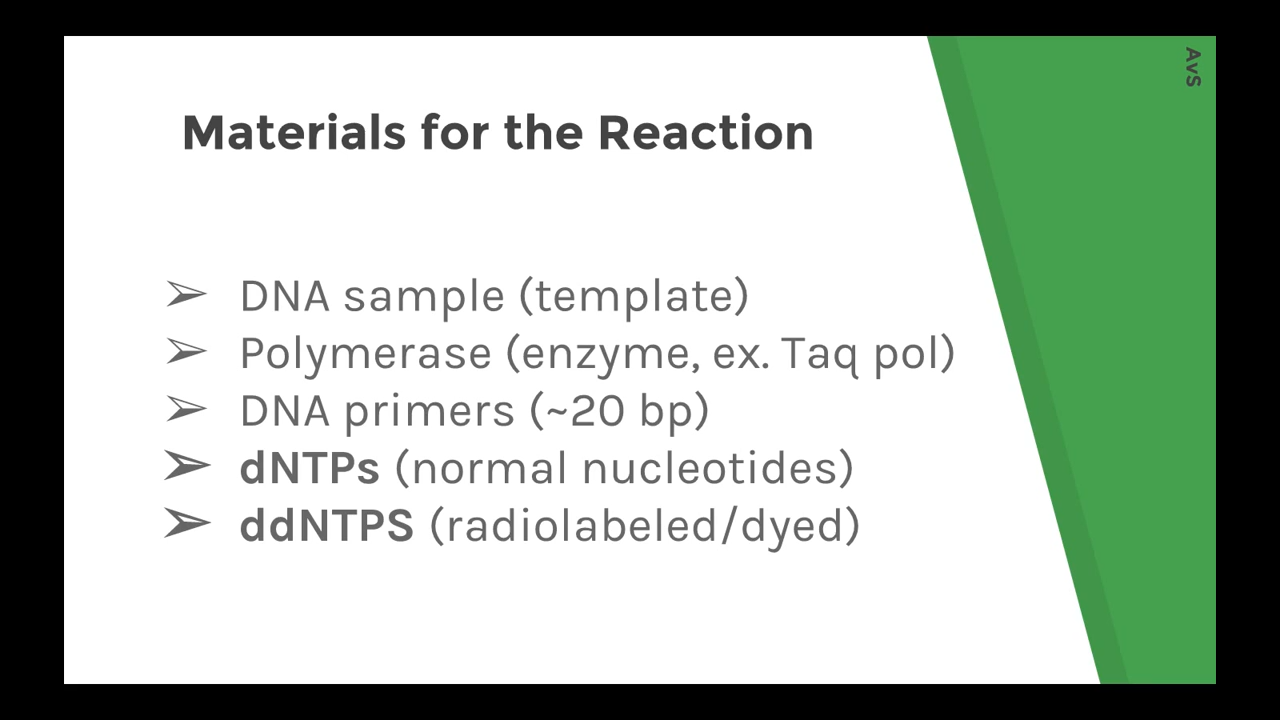 AvS
Materials for the Reaction
➢ DNA sample (template)
➢ Polymerase (enzyme, ex. Taq pol)
➢ DNA primers (~20 bp)
➢ dNTPs (normal nucleotides)
➢ ddNTPS (radiolabeled/dyed)